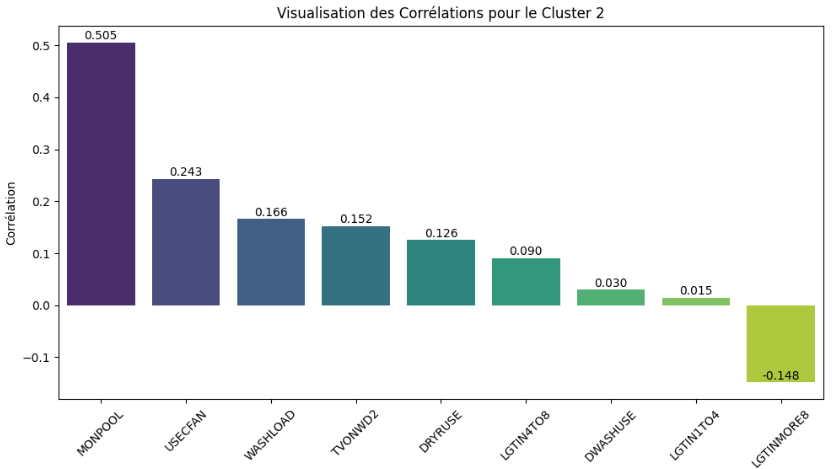 Visualisation des Corrélations pour le Cluster 2
0.5
0.4
0.3
0.2
0.1
0.0
−0.1
Corrélation
0.505
0.243
0.166
0.152
0.126
0.090
0.030
0.015
-0.148
MONPOOL
USECFAN
WASHLOAD
TVONWD2
DRYRUSE
LGTIN4TO8
DWASHUSE
LGTIN1TO4
LGTINMORE8